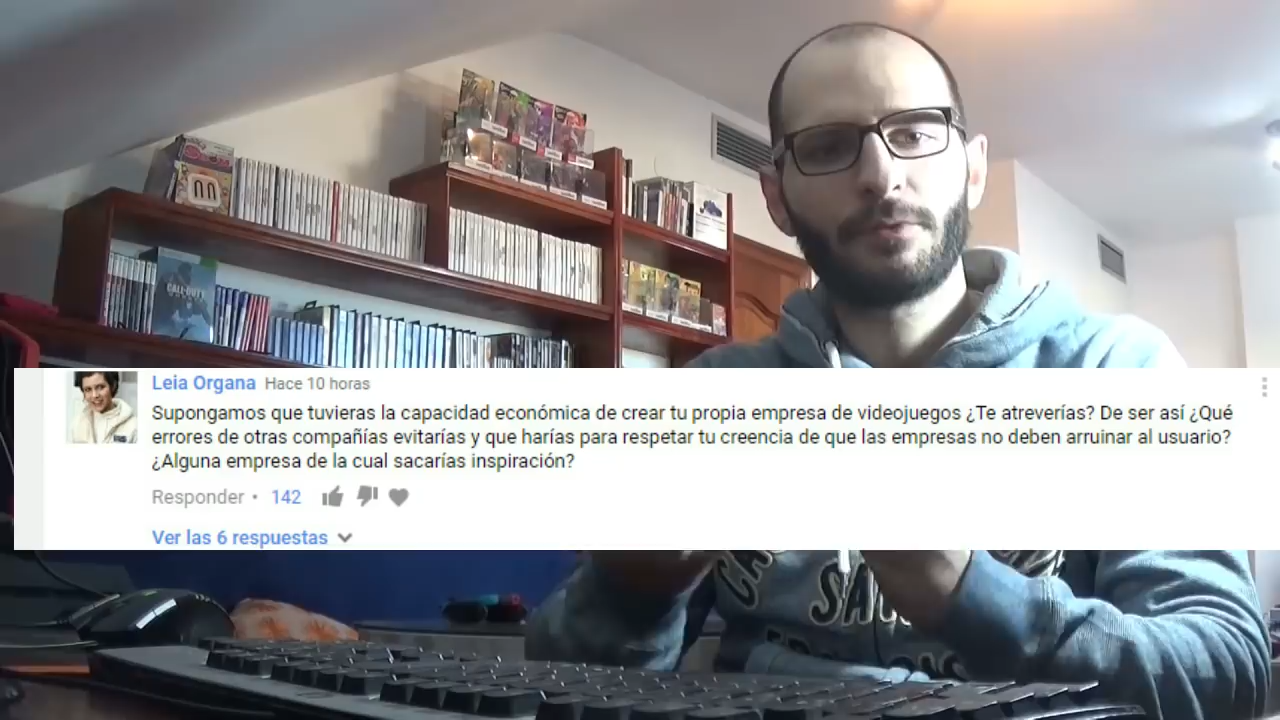 CALL OF DUTY
Leia Organa Hace 10 horas
Supongamos que tuvieras la capacidad económica de crear tu propia empresa de videojuegos ¿Te atreverías? De ser así ¿Qué
errores de otras compañías evitarías y que harías para respetar tu creencia de que las empresas no deben arruinar al usuario?
¿Alguna empresa de la cual sacarías inspiración?
Responder • 142
Ver las 6 respuestas